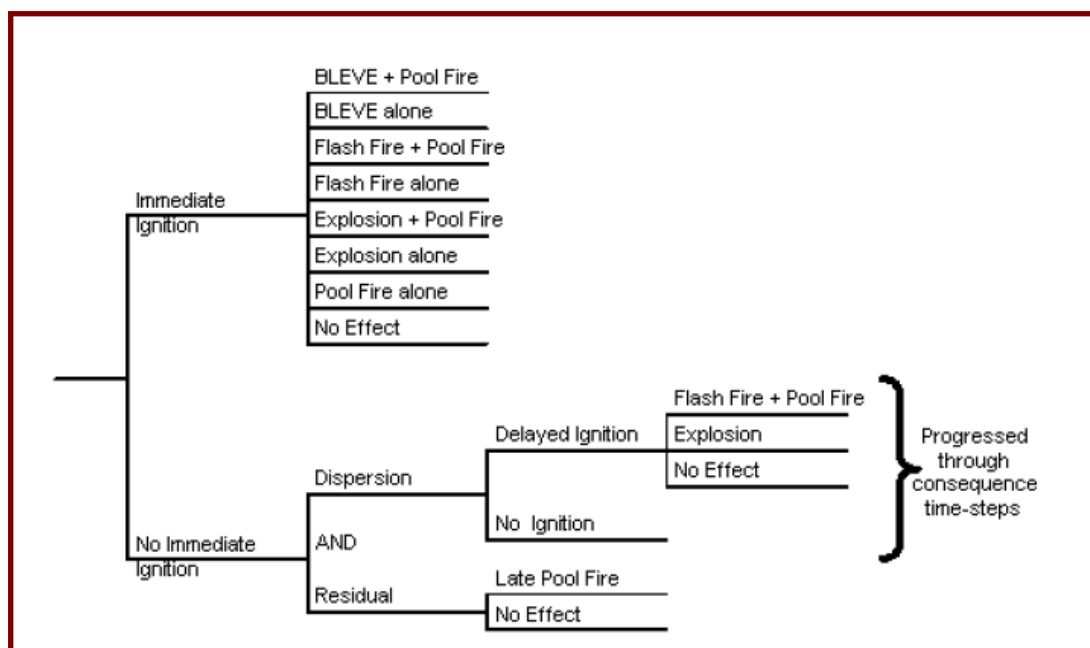 BLEVE + Pool Fire
BLEVE alone
Flash Fire + Pool Fire
Flash Fire alone
Immediate
Ignition
Explosion + Pool Fire
Explosion alone
Pool Fire alone
No Effect
Flash Fire + Pool Fire
Delayed Ignition
Explosion
No Effect
Progressed
through
consequence
time-steps
Dispersion
No Ignition
No Immediate
Ignition
AND
Residual
Late Pool Fire
No Effect